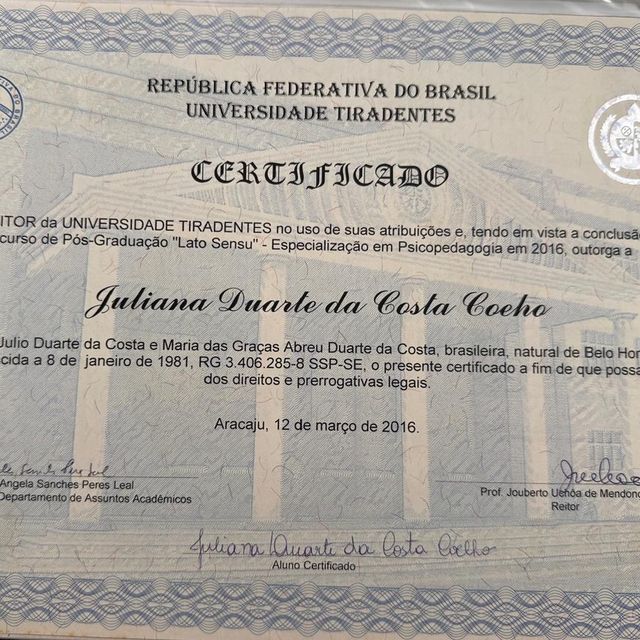 REPÚBLICA FEDERATIVA DO BRASIL
UNIVERSIDADE TIRADENTES
CERTIFICADO
ITOR da UNIVERSIDADE TIRADENTES no uso de suas atribuições e, tendo em vista a conclusão
curso de Pós-Graduação "Lato Sensu" - Especialização em Psicopedagogia em 2016, outorga a
Juliana Duarte da Costa Coeho
Julio Duarte da Costa e Maria das Graças Abreu Duarte da Costa, brasileira, natural de Belo Hor
scida a 8 de janeiro de 1981, RG 3.406.285-8 SSP-SE, o presente certificado a fim de que possa
dos direitos e prerrogativas legais.
Aracaju, 12 de março de 2016.
Angela Sanches Peres Leal
Departamento de Assuntos Acadêmicos
Prof. Jouberto Uchôa de Mendonc
Reitor
Juliana Duarte da Costa Coelho
Aluno Certificado